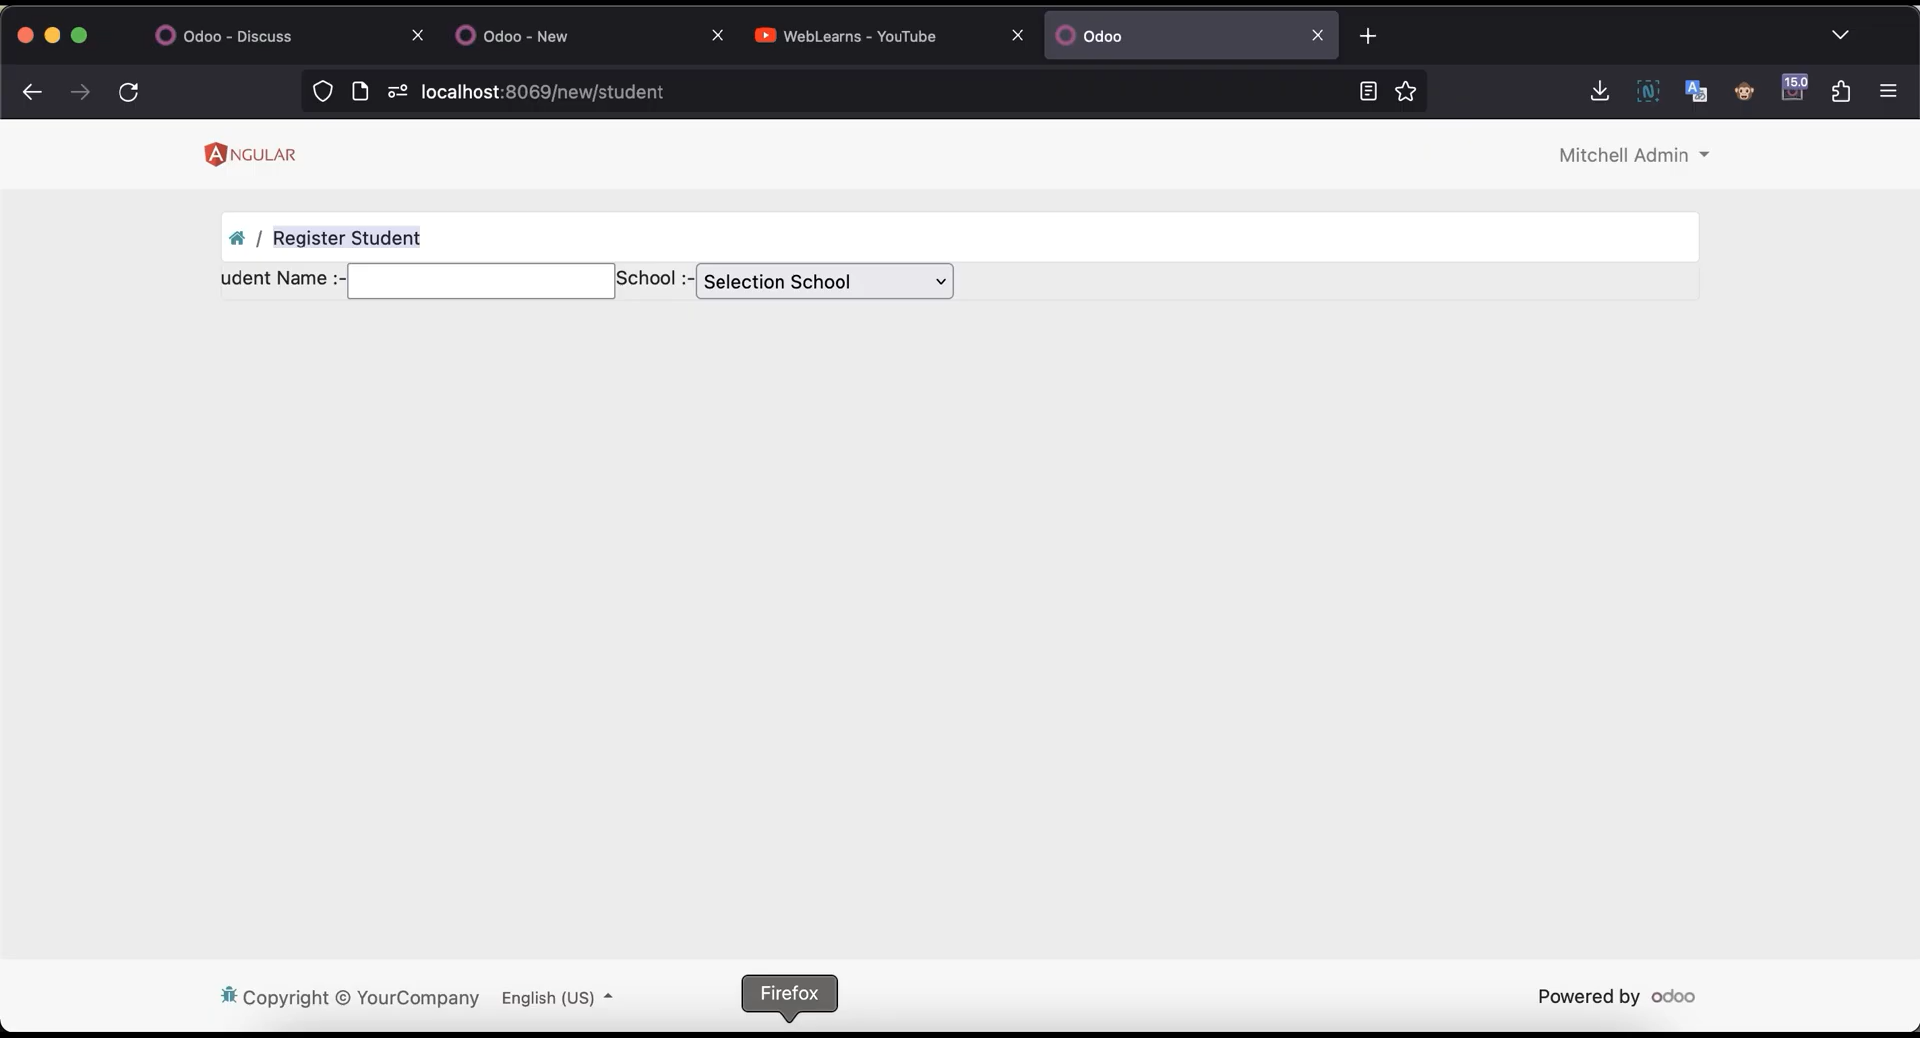 Odoo - Discuss
Odoo - New
WebLearns - YouTube
Odoo
localhost:8069/new/student
15.0
ANGULAR
Mitchell Admin
/ Register Student
udent Name :-
School :-
Selection School
Copyright © YourCompany
English (US)
Firefox
Powered by odoo